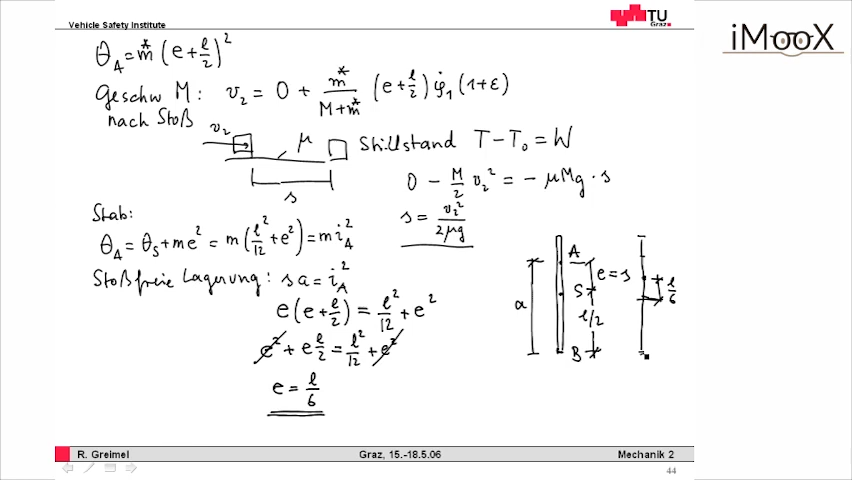 Vehicle Safety Institute
TU
Graz
iMooX
Θ_A = m* (e + l/2)²
Geschw M: v₂ = 0 + m*/(M+m*) (e + l/2) φ̇₁ (1+ε)
nach Stoß
v₂ μ Stillstand T − T₀ = W
s
0 − M/2 v₂² = − μMg · s
s = v₂²/2μg
Stab:
Θ_A = Θ_S + me² = m(l²/12 + e²) = m i_A²
Stoßfreie Lagerung: s a = i_A²
e (e + l/2) = l²/12 + e²
e² + e l/2 = l²/12 + e²
e = l/6
A
e = s
a S l/6
l/2
B
R. Greimel Graz, 15.-18.5.06 Mechanik 2
44